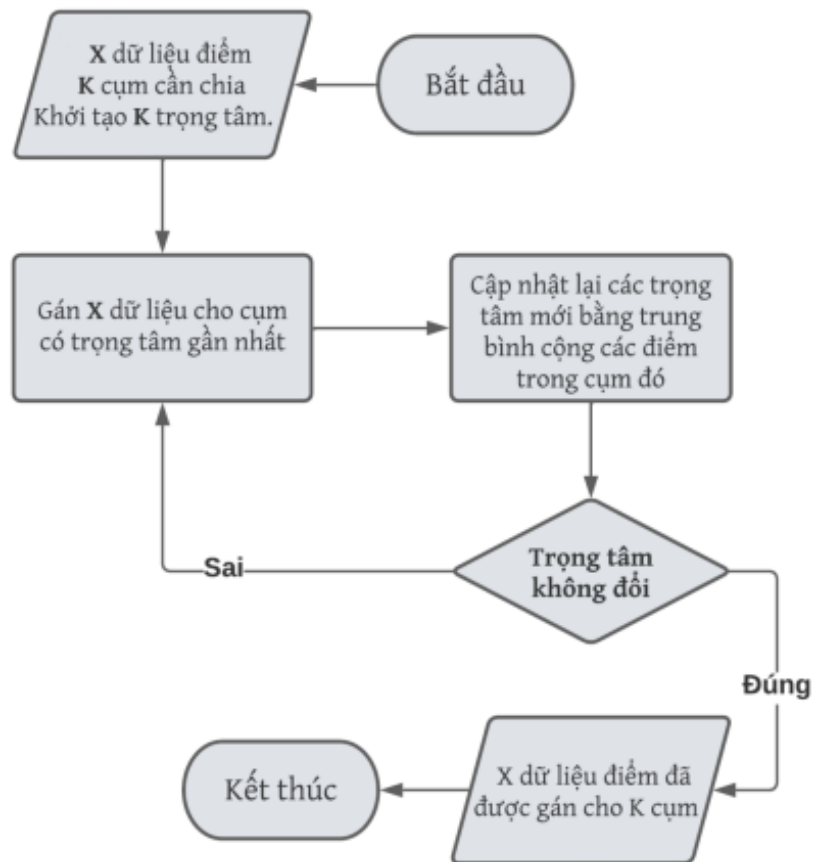 Bắt đầu
X dữ liệu điểm
K cụm cần chia
Khởi tạo K trọng tâm.
Gán X dữ liệu cho cụm
có trọng tâm gần nhất
Cập nhật lại các trọng
tâm mới bằng trung
bình cộng các điểm
trong cụm đó
Trọng tâm
không đổi
Sai
Đúng
X dữ liệu điểm đã
được gán cho K cụm
Kết thúc